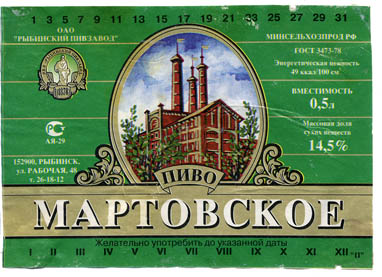 1 3 5 7 9 11 13 15 17 19 21 23 25 27 29 31
ОАО
"РЫБИНСКИЙ ПИВЗАВОД"
РСТ
АЯ-29
152900, РЫБИНСК,
ул. РАБОЧАЯ, 48
т. 26-18-12
МИНСЕЛЬХОЗПРОД РФ
ГОСТ 3473-78
Энергетическая ценность
49 ккал/100 см³
ВМЕСТИМОСТЬ
0,5л
Массовая доля
сухих веществ
14,5%
ПИВО
МАРТОВСКОЕ
Желательно употребить до указанной даты
I II III IV V VI VII VIII IX X XI XII "П"